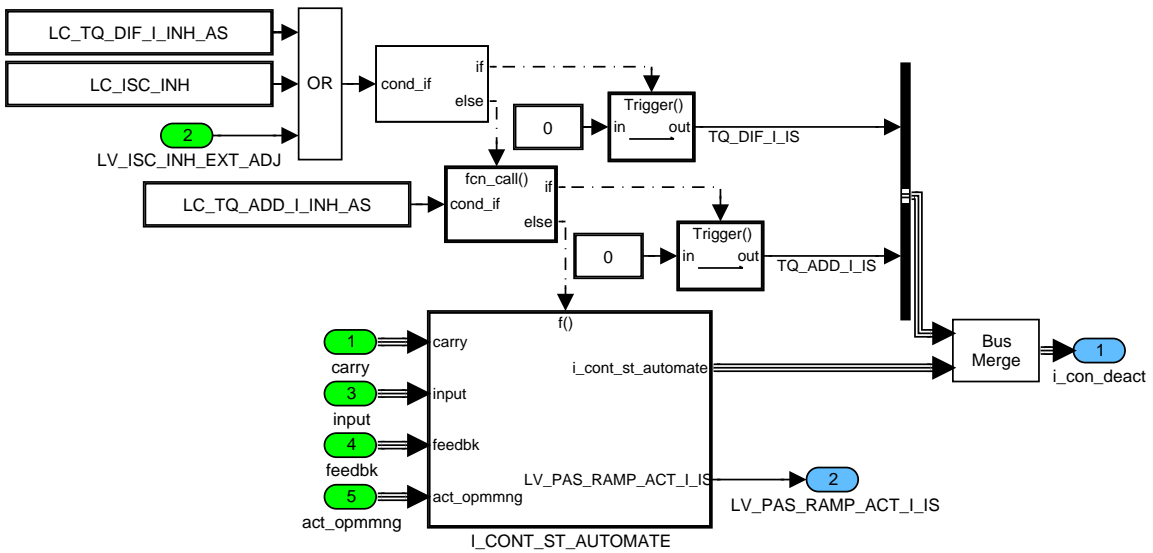 LC_TQ_DIF_I_INH_AS
LC_ISC_INH
2
LV_ISC_INH_EXT_ADJ
OR
cond_if
if
else
0
Trigger()
in
out
TQ_DIF_I_IS
LC_TQ_ADD_I_INH_AS
fcn_call()
cond_if
if
else
0
Trigger()
in
out
TQ_ADD_I_IS
f()
1
carry
carry
3
input
input
4
feedbk
feedbk
5
act_opmmng
act_opmmng
i_cont_st_automate
LV_PAS_RAMP_ACT_I_IS
I_CONT_ST_AUTOMATE
Bus
Merge
1
i_con_deact
2
LV_PAS_RAMP_ACT_I_IS